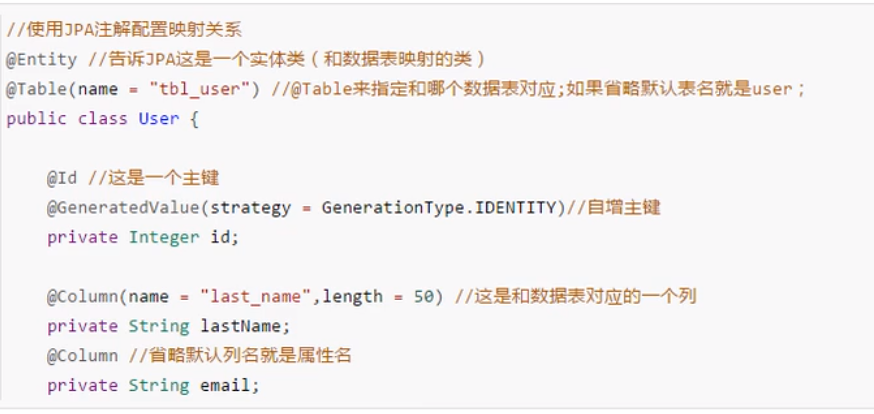 //使用JPA注解配置映射关系
@Entity //告诉JPA这是一个实体类（和数据表映射的类）
@Table(name = "tbl_user") //@Table来指定和哪个数据表对应;如果省略默认表名就是user；
public class User {
@Id //这是一个主键
@GeneratedValue(strategy = GenerationType.IDENTITY)//自增主键
private Integer id;
@Column(name = "last_name",length = 50) //这是和数据表对应的一个列
private String lastName;
@Column //省略默认列名就是属性名
private String email;